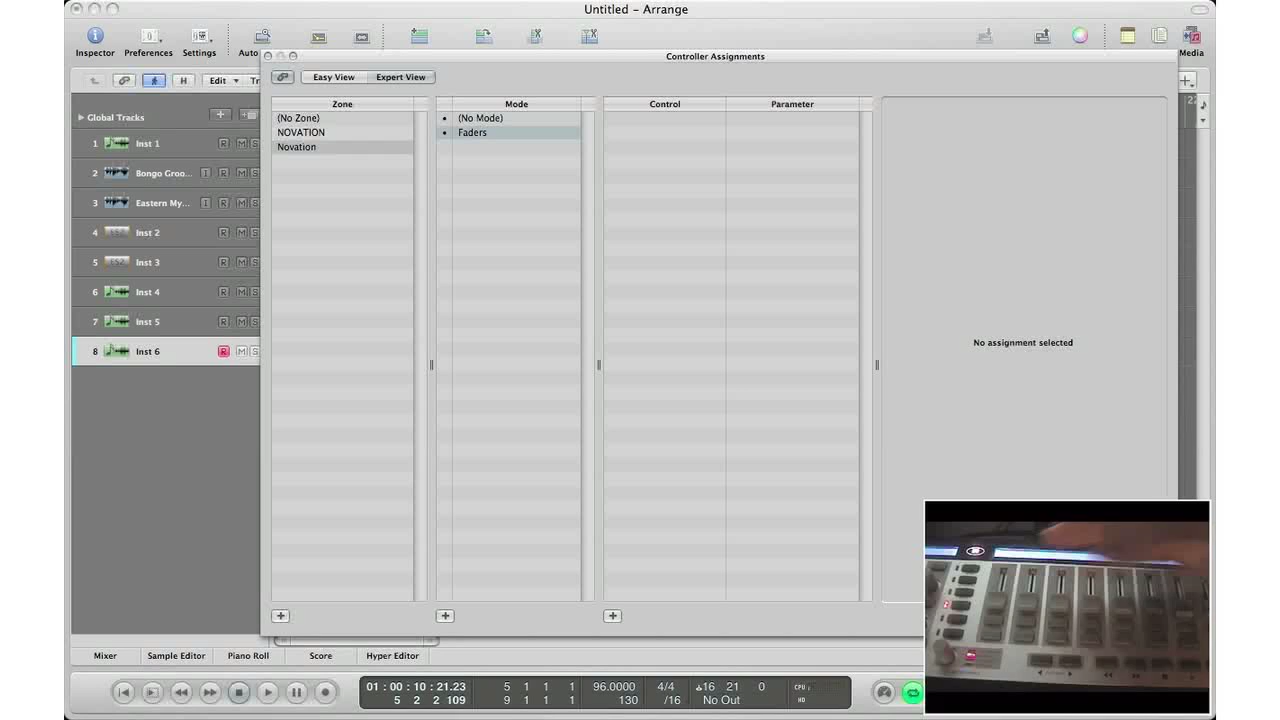 Untitled – Arrange
Inspector Preferences Settings Auto Media
Controller Assignments
H Edit Tr
Easy View Expert View
Zone Mode Control Parameter
(No Zone) • (No Mode)
NOVATION • Faders
Novation
Global Tracks
1 Inst 1 R M S
2 Bongo Groo... I R M S
3 Eastern My... I R M S
4 Inst 2 R M S
5 Inst 3 R M S
6 Inst 4 R M S
7 Inst 5 R M S
8 Inst 6 R M S
No assignment selected
Mixer Sample Editor Piano Roll Score Hyper Editor
01 : 00 : 10 : 21.23 5 1 1 1 96.0000 4/4 16 21 0 CPU
5 2 2 109 9 1 1 1 130 /16 No Out HD